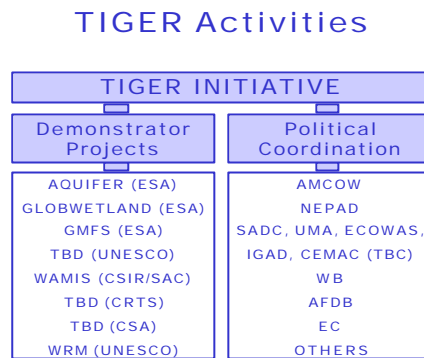 TIGER Activities
TIGER INITIATIVE
Demonstrator
Projects
AQUIFER (ESA)
GLOBWETLAND (ESA)
GMFS (ESA)
TBD (UNESCO)
WAMIS (CSIR/SAC)
TBD (CRTS)
TBD (CSA)
WRM (UNESCO)
Political
Coordination
AMCOW
NEPAD
SADC, UMA, ECOWAS,
IGAD, CEMAC (TBC)
WB
AFDB
EC
OTHERS